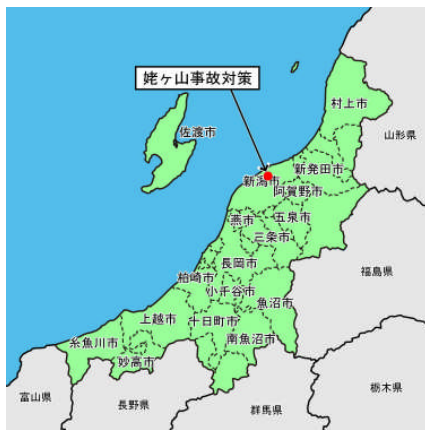 姥ヶ山事故対策
村上市
山形県
佐渡市
新発田市
新潟市
阿賀野市
燕市
五泉市
三条市
長岡市
福島県
柏崎市
小千谷市
魚沼市
上越市
十日町市
糸魚川市
南魚沼市
妙高市
栃木県
富山県
長野県
群馬県